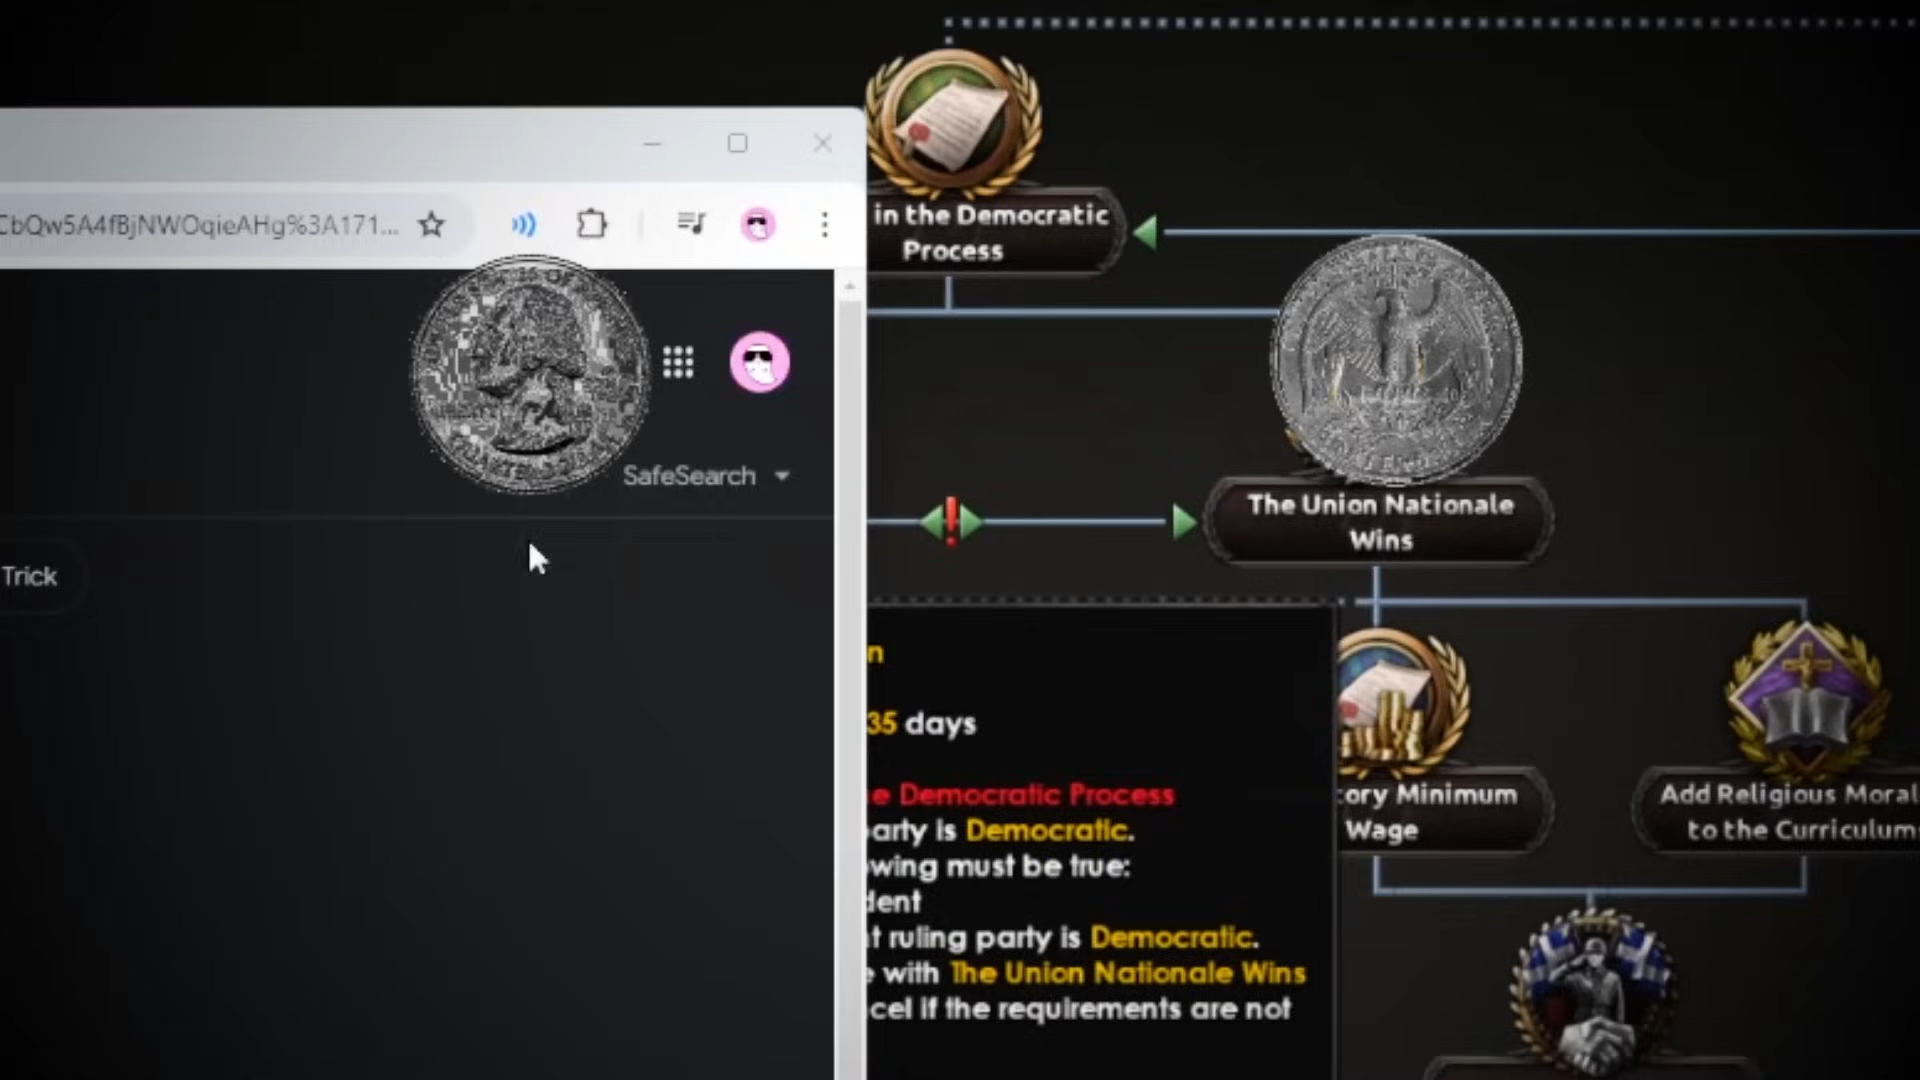 CbQw5A4fBjNWOqieAHg%3A171...
SafeSearch
Trick
in the Democratic
Process
The Union Nationale
Wins
n
35 days
e Democratic Process
arty is Democratic.
wing must be true:
dent
t ruling party is Democratic.
e with The Union Nationale Wins
cel if the requirements are not
tory Minimum
Wage
Add Religious Moral
to the Curriculum